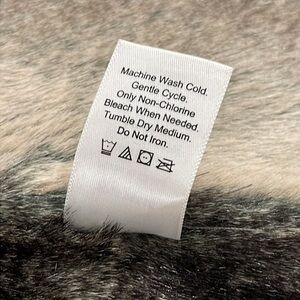 Machine Wash Cold.
Gentle Cycle.
Only Non-Chlorine
Bleach When Needed.
Tumble Dry Medium.
Do Not Iron.